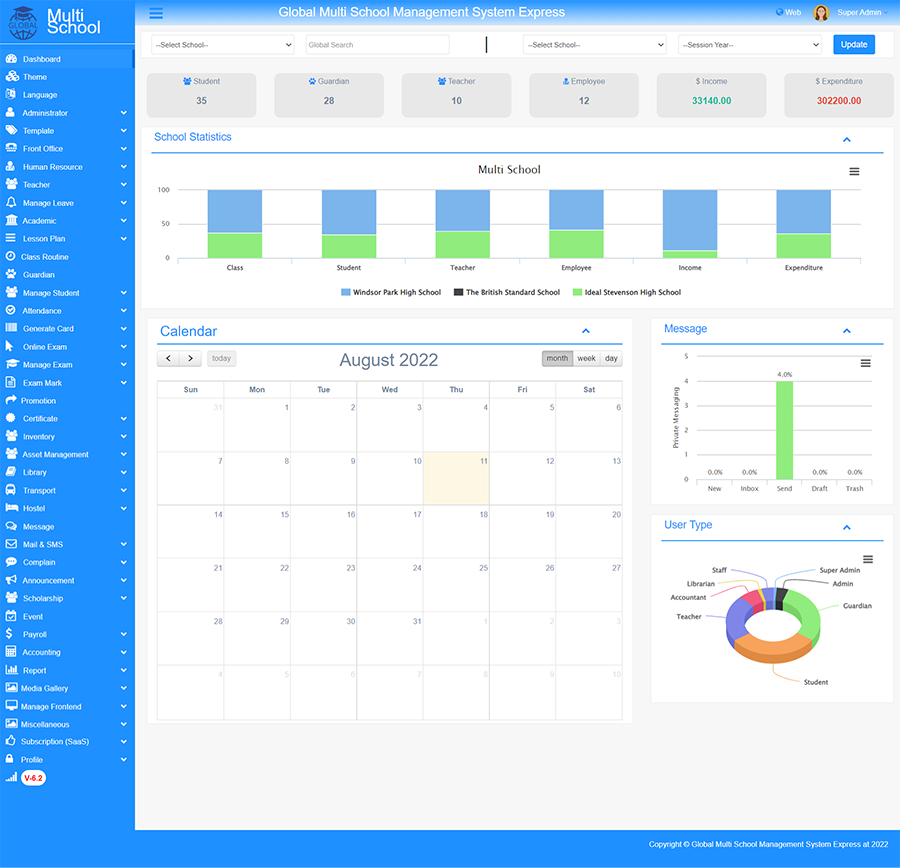 GLOBAL
Multi
School
Dashboard
Theme
Language
Administrator
Template
Front Office
Human Resource
Teacher
Manage Leave
Academic
Lesson Plan
Class Routine
Guardian
Manage Student
Attendance
Generate Card
Online Exam
Manage Exam
Exam Mark
Promotion
Certificate
Inventory
Asset Management
Library
Transport
Hostel
Message
Mail & SMS
Complain
Announcement
Scholarship
Event
Payroll
Accounting
Report
Media Gallery
Manage Frontend
Miscellaneous
Subscription (SaaS)
Profile
V-6.2
Global Multi School Management System Express Web Super Admin
--Select School-- Global Search --Select School-- --Session Year-- Update
Student Guardian Teacher Employee $ Income $ Expenditure
35 28 10 12 33140.00 302200.00
School Statistics
Multi School
100
50
0
Class Student Teacher Employee Income Expenditure
Windsor Park High School The British Standard School Ideal Stevenson High School
Calendar
today August 2022 month week day
Sun Mon Tue Wed Thu Fri Sat
31 1 2 3 4 5 6
7 8 9 10 11 12 13
14 15 16 17 18 19 20
21 22 23 24 25 26 27
28 29 30 31 1 2 3
4 5 6 7 8 9 10
Message
Private Messaging
5
4
3
2
1
0
0.0% 0.0% 4.0% 0.0% 0.0%
New Inbox Send Draft Trash
User Type
Staff Super Admin
Librarian Admin
Accountant Guardian
Teacher
Student
Copyright © Global Multi School Management System Express at 2022